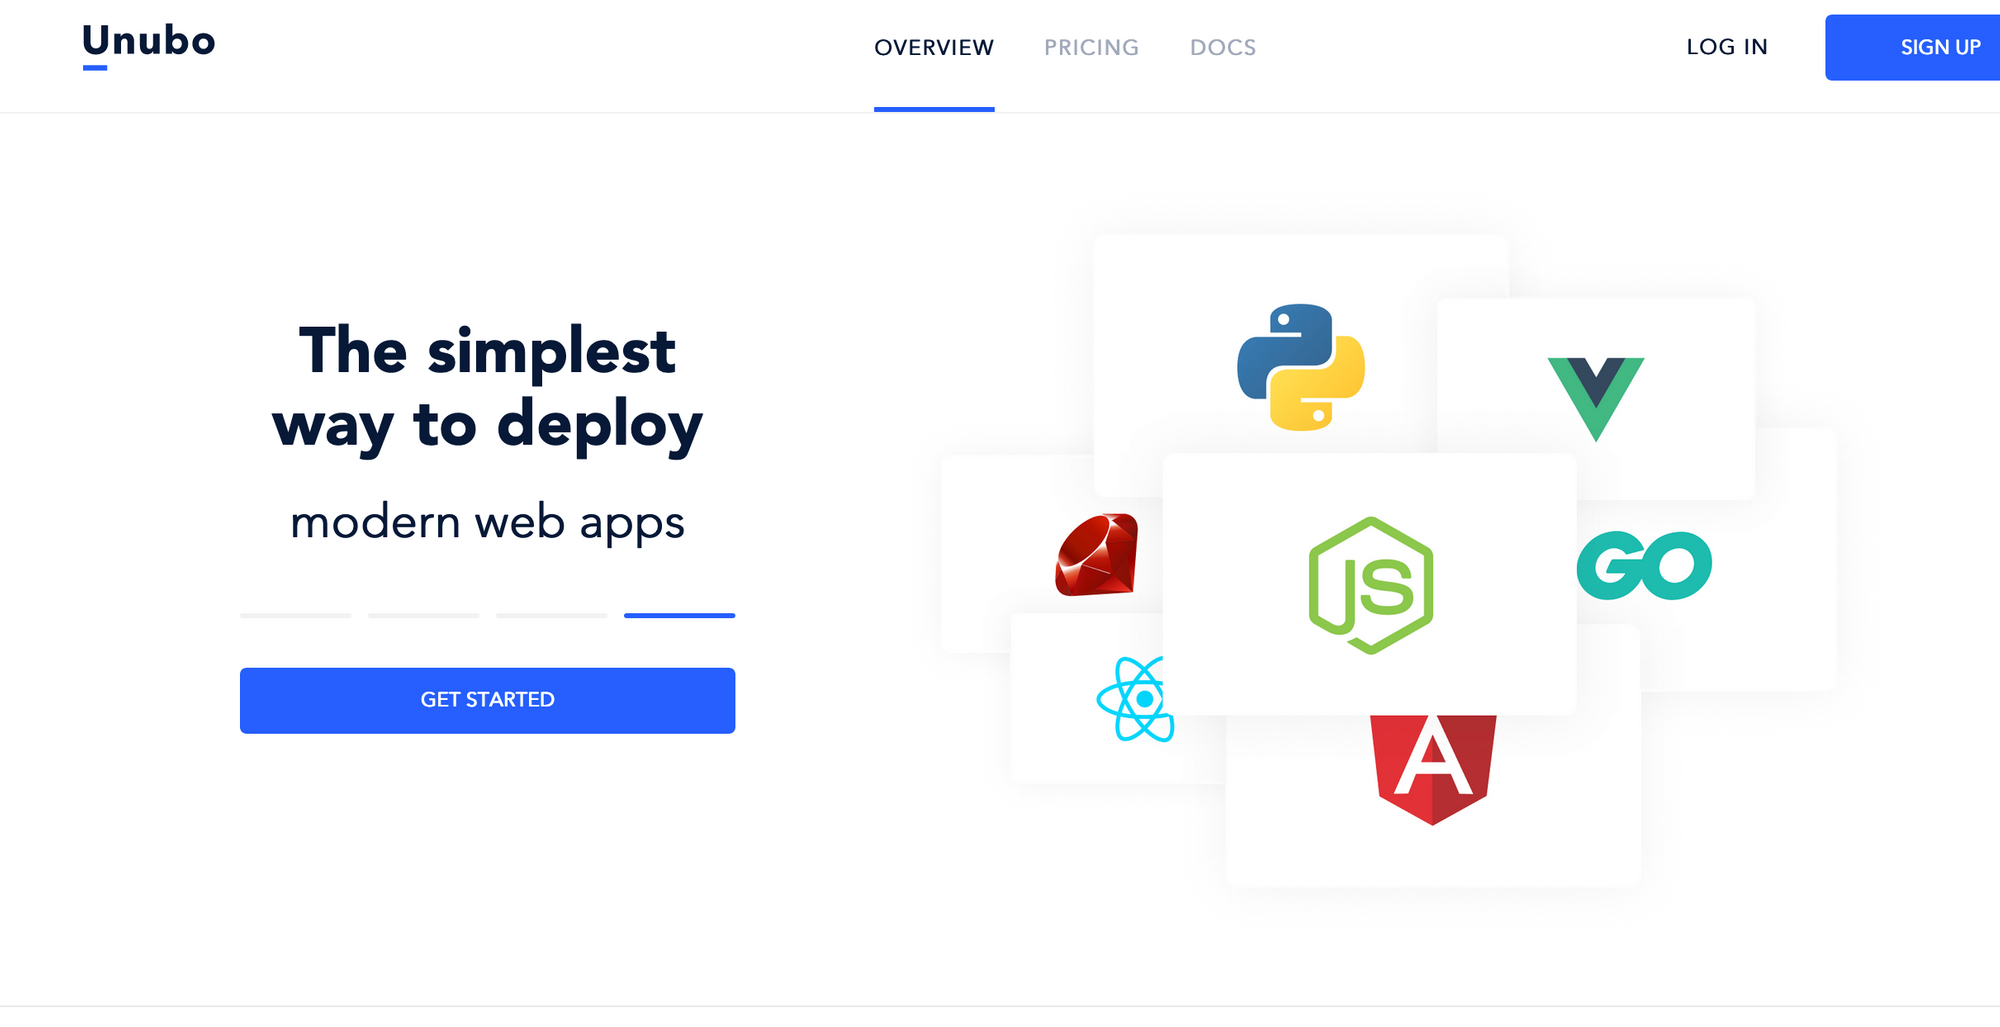 Unubo
OVERVIEW PRICING DOCS
LOG IN
SIGN UP
The simplest
way to deploy
modern web apps
GET STARTED
JS
GO
A